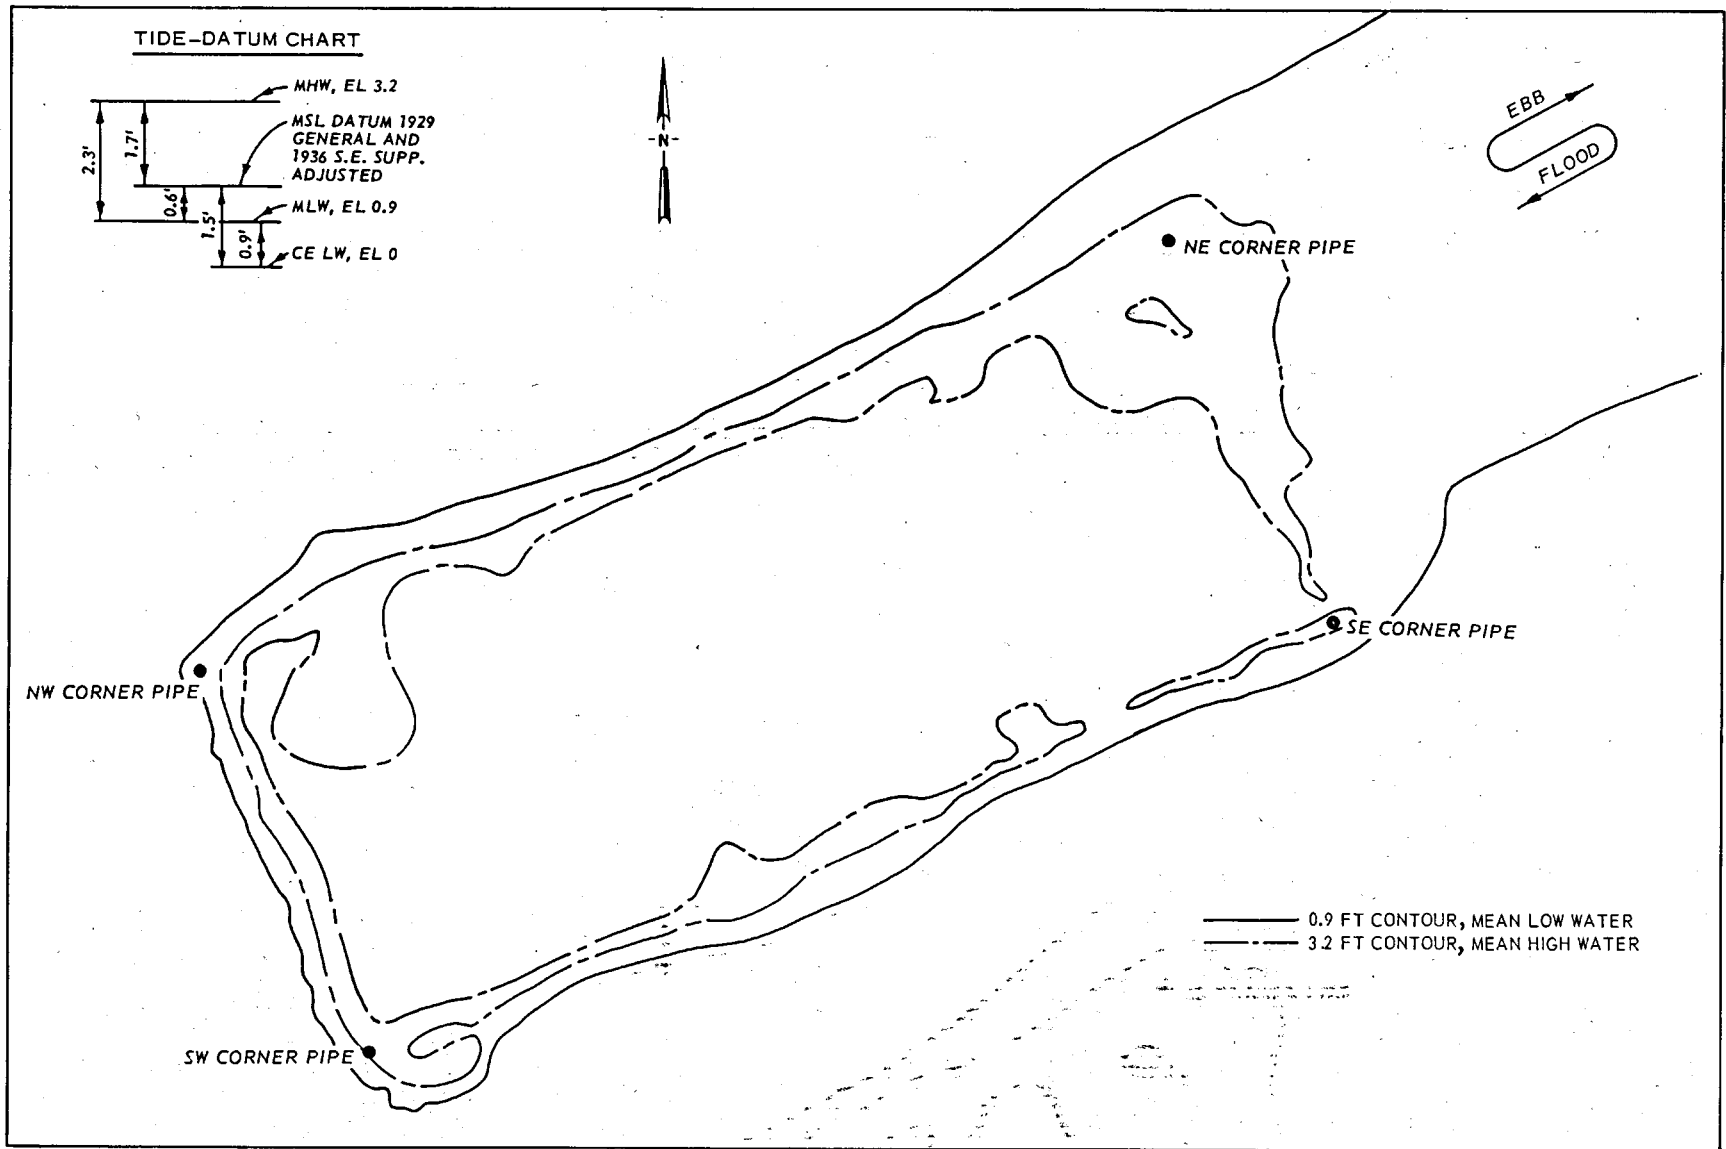 TIDE-DATUM CHART
MHW, EL 3.2
MSL DATUM 1929
GENERAL AND
1936 S.E. SUPP.
ADJUSTED
MLW, EL 0.9
CE LW, EL 0
2.3'
1.7'
0.6'
1.5'
0.9'
-N-
EBB
FLOOD
NE CORNER PIPE
SE CORNER PIPE
NW CORNER PIPE
SW CORNER PIPE
0.9 FT CONTOUR, MEAN LOW WATER
3.2 FT CONTOUR, MEAN HIGH WATER